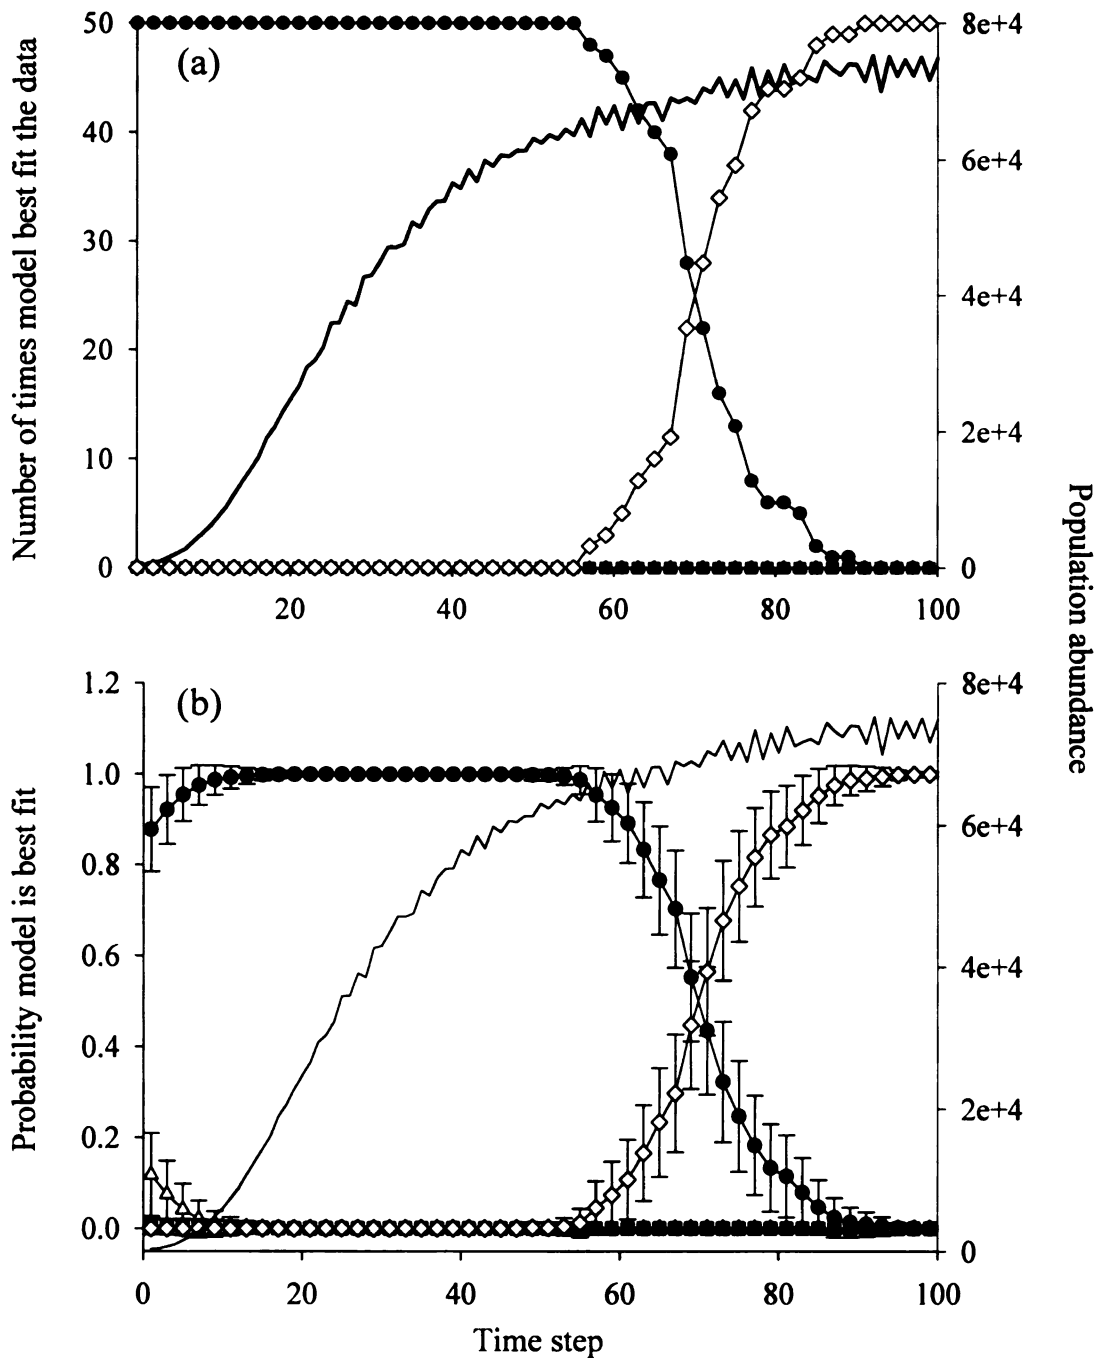 (a)
Number of times model best fit the data
50
40
30
20
10
0
8e+4
6e+4
4e+4
2e+4
0
20 40 60 80 100
Population abundance
(b)
Probability model is best fit
1.2
1.0
0.8
0.6
0.4
0.2
0.0
8e+4
6e+4
4e+4
2e+4
0
0 20 40 60 80 100
Time step